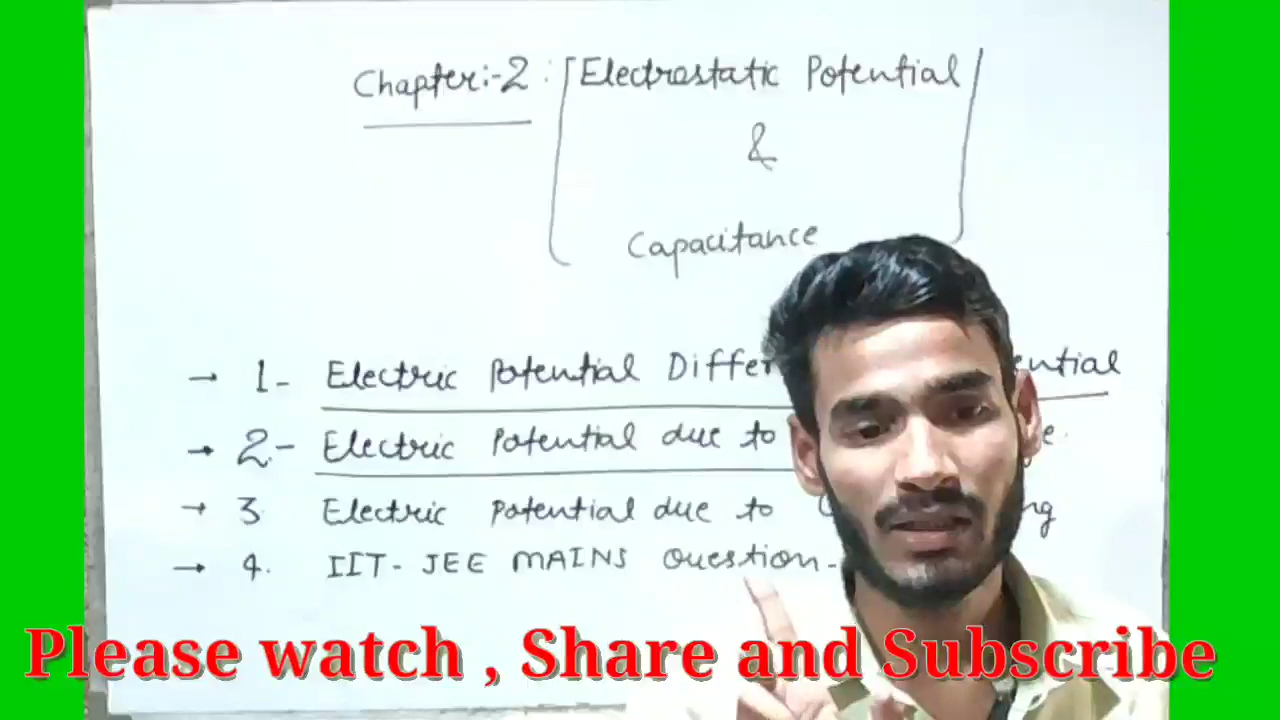 Chapter:-2 : [Electrostatic Potential
&
Capacitance]
→ 1- Electric Potential
→ 2- Electric Potential due to
→ 3 Electric Potential due to
→ 4. IIT- JEE MAINS Question-
Please watch , Share and Subscribe